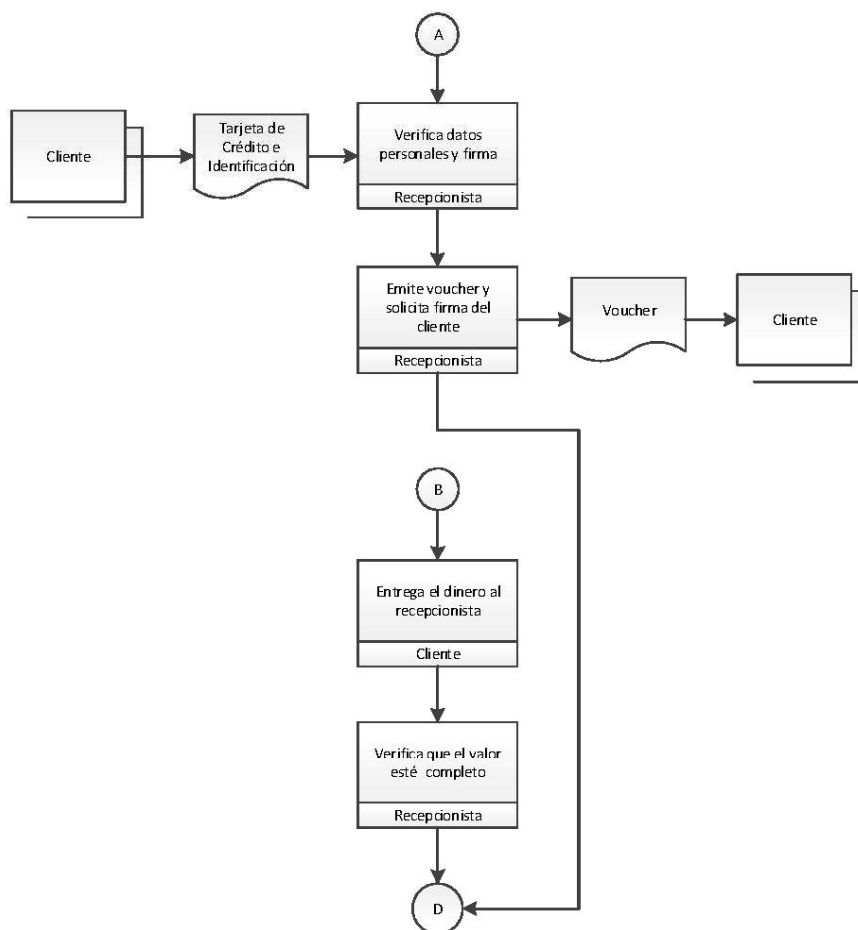 A
Cliente
Tarjeta de
Crédito e
Identificación
Verifica datos
personales y firma
Recepcionista
Emite voucher y
solicita firma del
cliente
Recepcionista
Voucher
Cliente
B
Entrega el dinero al
recepcionista
Cliente
Verifica que el valor
esté completo
Recepcionista
D